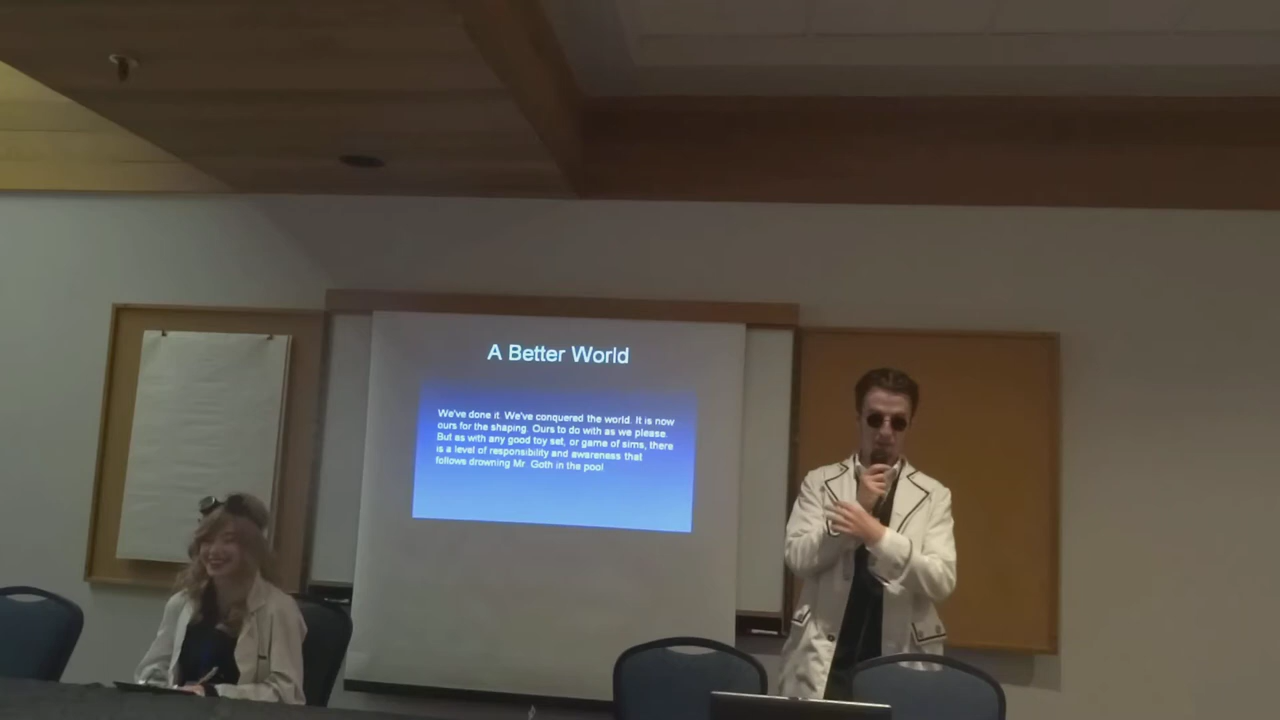 A Better World
We've done it. We've conquered the world. It is now
ours for the shaping. Ours to do with as we please.
But as with any good toy set, or game of sims, there
is a level of responsibility and awareness that
follows drowning Mr. Goth in the pool